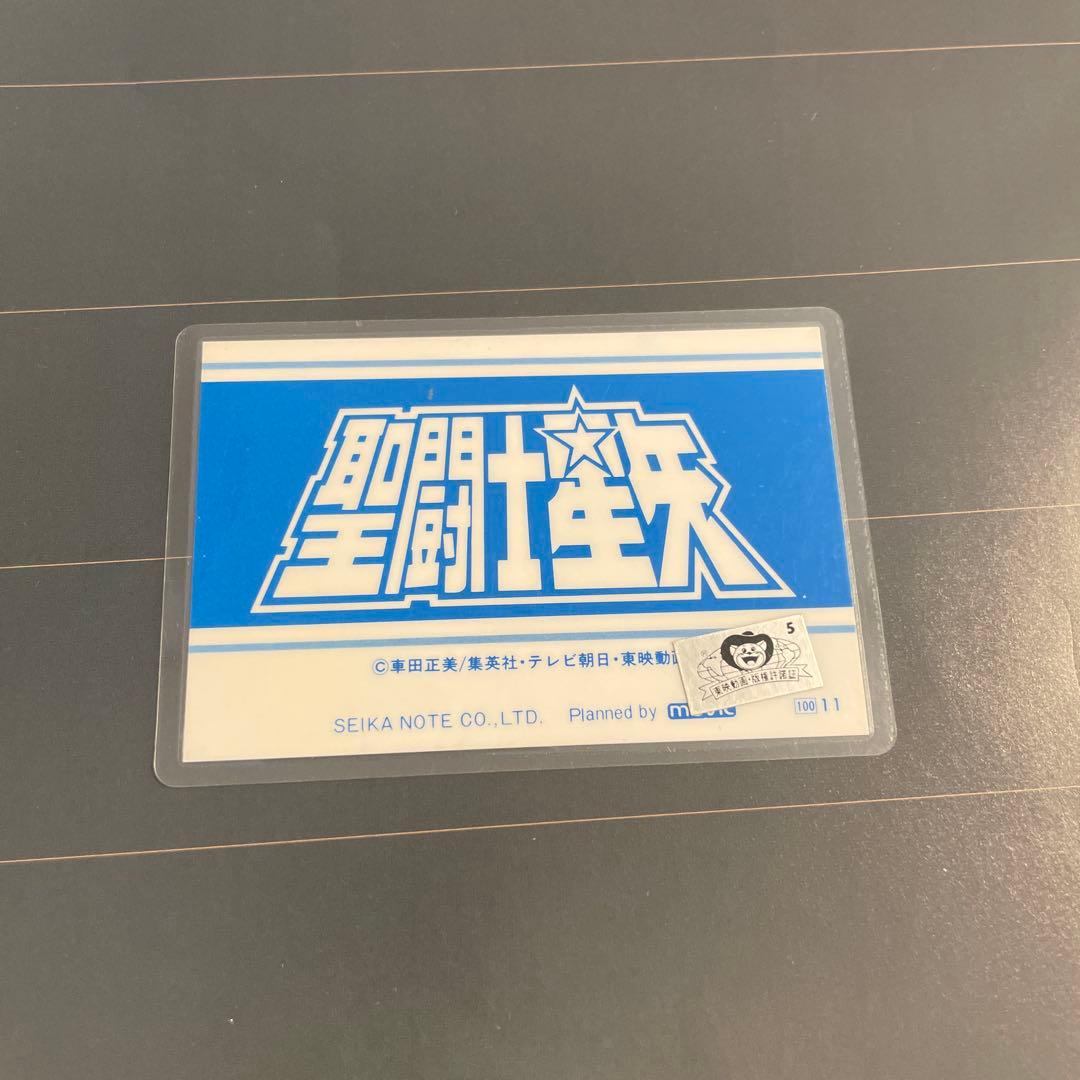 聖闘士星矢
©車田正美/集英社・テレビ朝日・東映動画
5
東映動画・版権許諾証
SEIKA NOTE CO.,LTD. Planned by movic
100 11